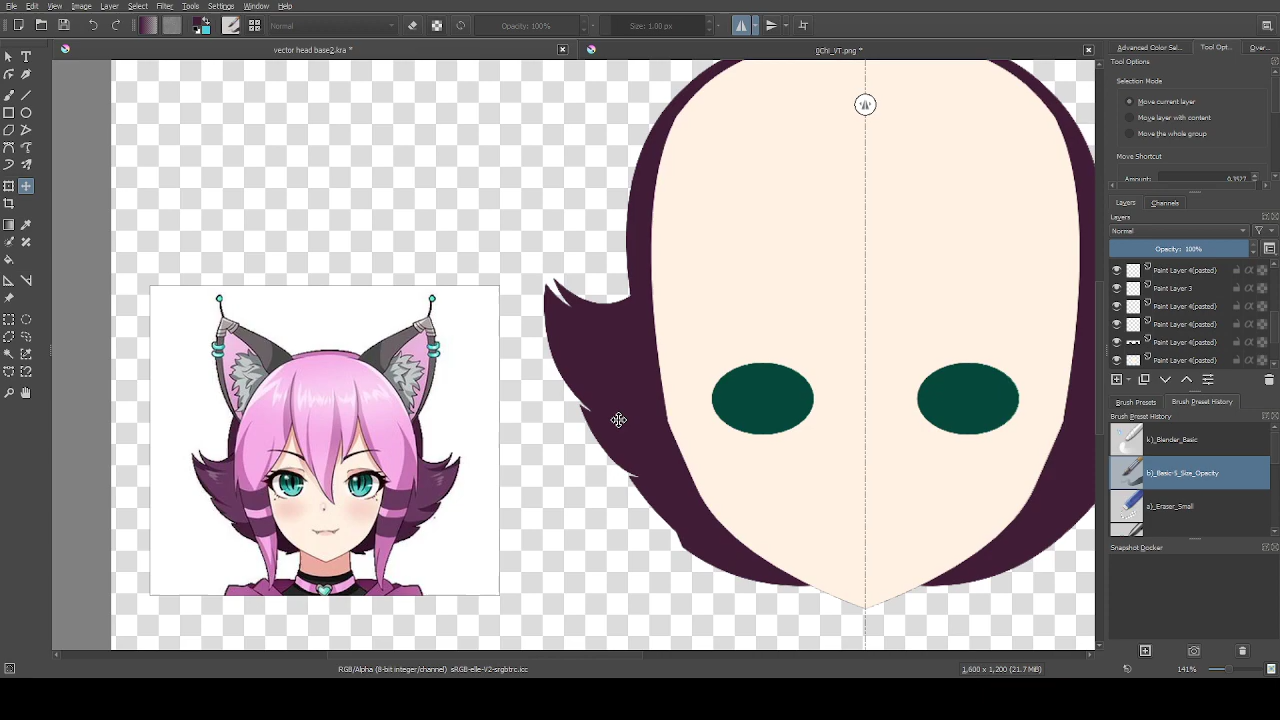 File Edit View Image Layer Select Filter Tools Settings Window Help
Normal Opacity: 100% Size: 1.00 px
vector head base2.kra * 0Ch_VT.png *
Advanced Color Sel... Tool Opt... Over...
Tool Options
Selection Mode
Move current layer
Move layer with content
Move the whole group
Move Shortcut
Amount: 0.3527
Layers Channels
Layers
Normal
Opacity: 100%
Paint Layer 4(pasted)
Paint Layer 3
Paint Layer 4(pasted)
Paint Layer 4(pasted)
Paint Layer 4(pasted)
Paint Layer 4(pasted)
Brush Presets Brush Preset History
Brush Preset History
k)_Blender_Basic
b)_Basic-5_Size_Opacity
a)_Eraser_Small
Snapshot Docker
RGB/Alpha (8-bit integer/channel) sRGB-elle-V2-srgbtrc.icc 1,600 x 1,200 (21.7 MiB) 141%